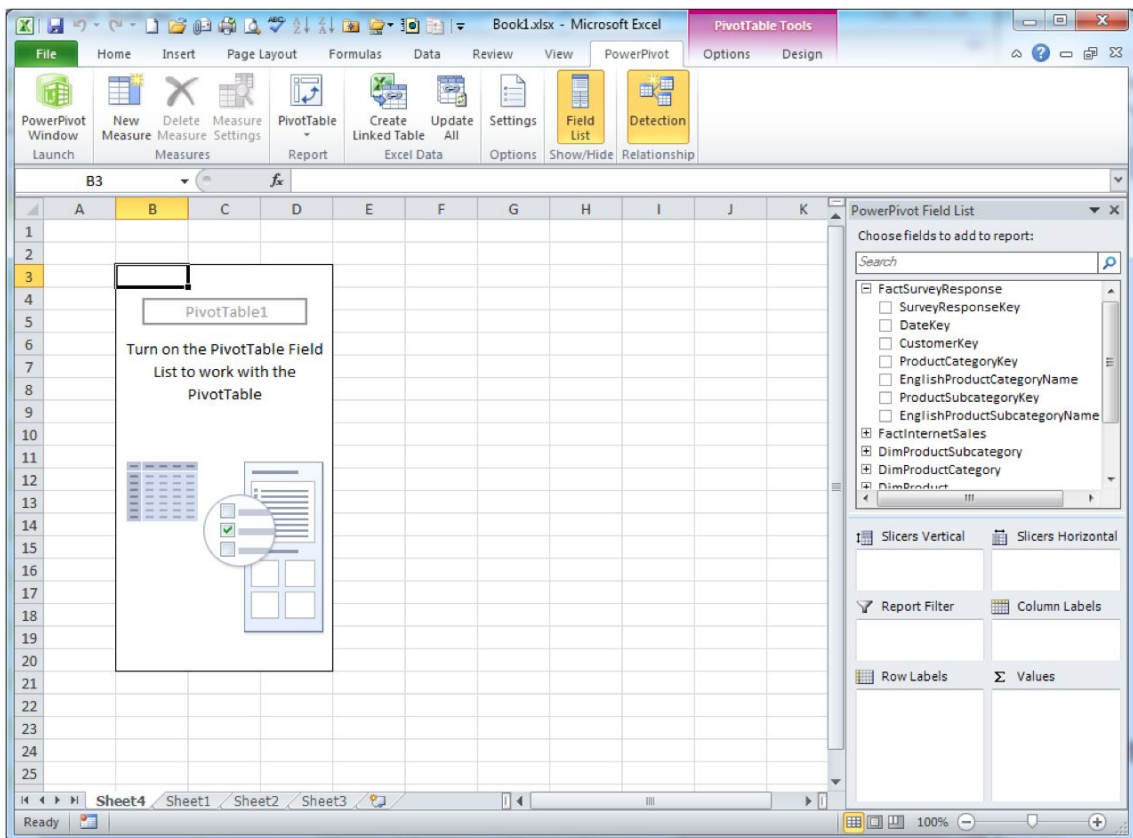 Book1.xlsx - Microsoft Excel
PivotTable Tools
File Home Insert Page Layout Formulas Data Review View PowerPivot Options Design
PowerPivot Window
New Measure
Delete Measure
Measure Settings
PivotTable
Create Linked Table
Update All
Settings
Field List
Detection
Launch Measures Report Excel Data Options Show/Hide Relationship
B3 fx
A B C D E F G H I J K
1
2
3
4
5
6
7
8
9
10
11
12
13
14
15
16
17
18
19
20
21
22
23
24
25
PivotTable1
Turn on the PivotTable Field
List to work with the
PivotTable
PowerPivot Field List
Choose fields to add to report:
Search
FactSurveyResponse
SurveyResponseKey
DateKey
CustomerKey
ProductCategoryKey
EnglishProductCategoryName
ProductSubcategoryKey
EnglishProductSubcategoryName
FactInternetSales
DimProductSubcategory
DimProductCategory
DimProduct
Slicers Vertical Slicers Horizontal
Report Filter Column Labels
Row Labels Σ Values
Sheet4 Sheet1 Sheet2 Sheet3
Ready 100%